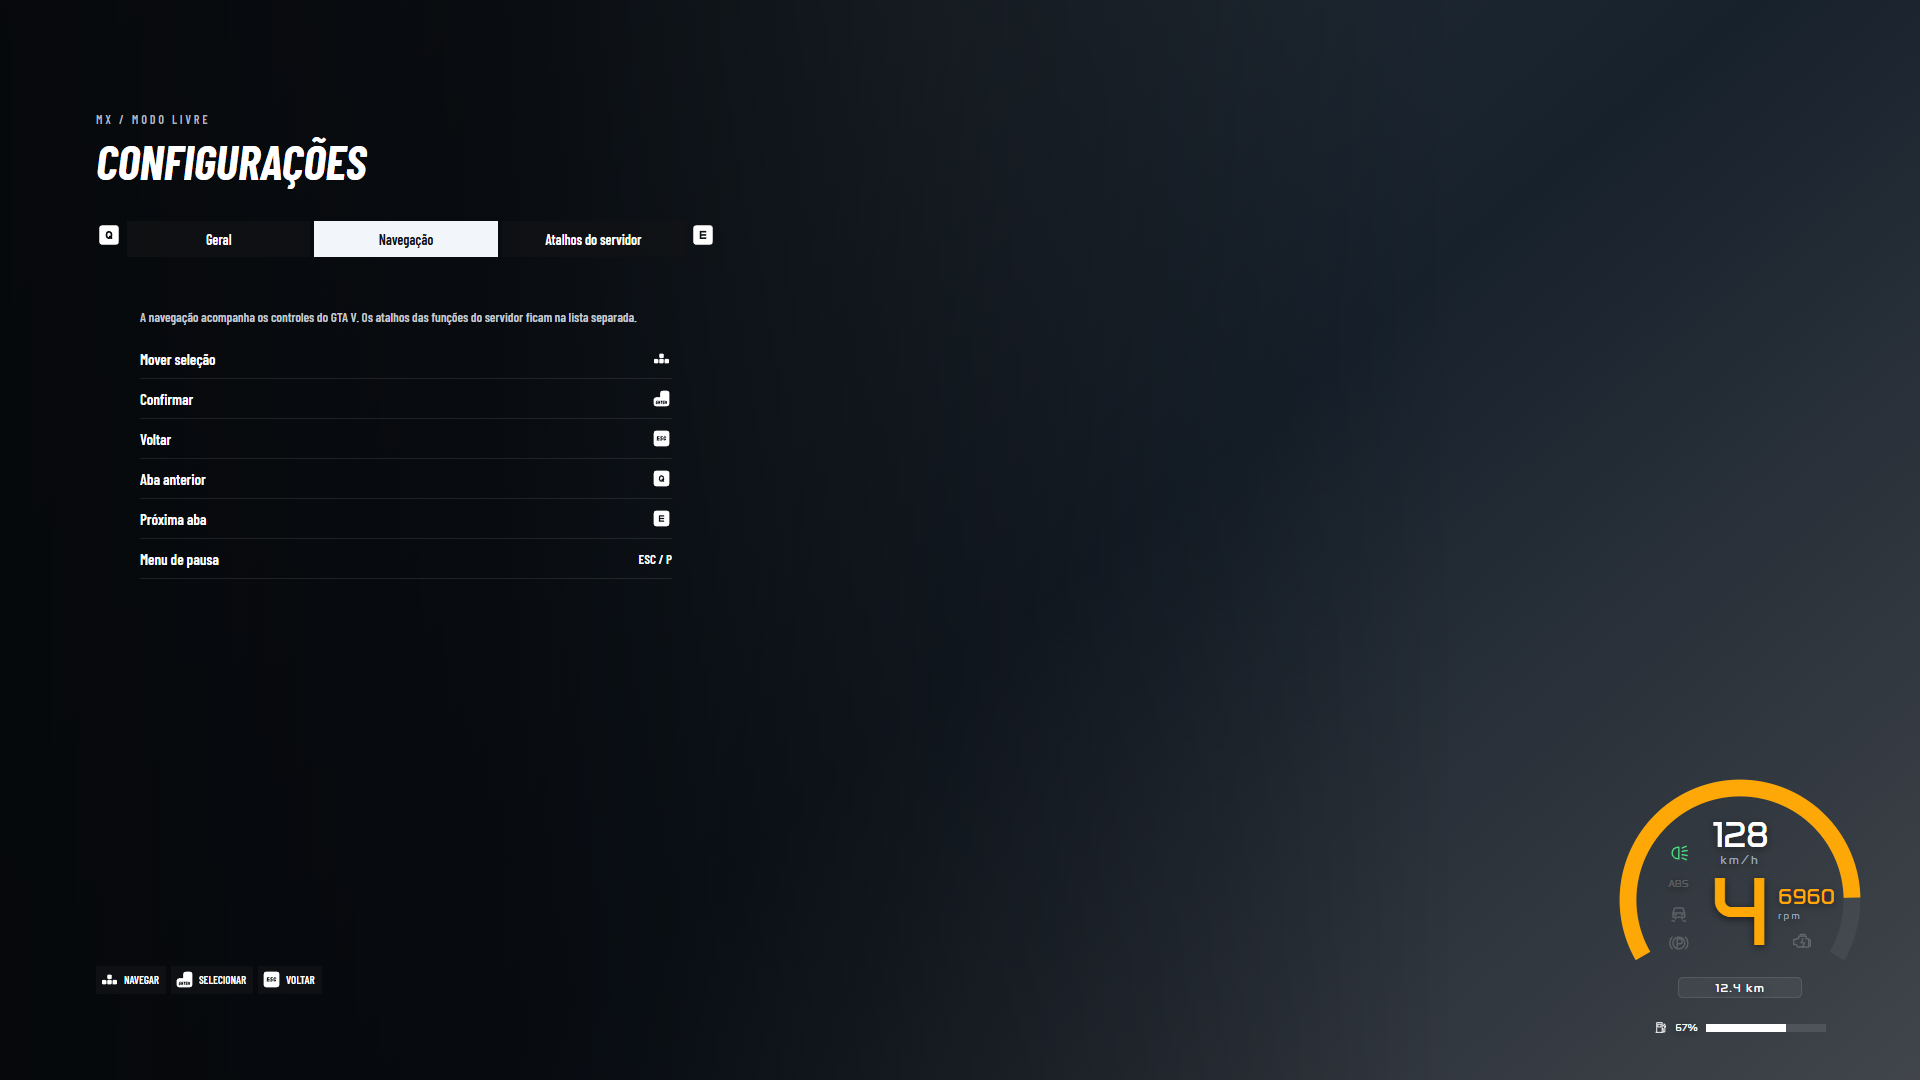 MX / MODO LIVRE
CONFIGURAÇÕES
Q
Geral
Navegação
Atalhos do servidor
E
A navegação acompanha os controles do GTA V. Os atalhos das funções do servidor ficam na lista separada.
Mover seleção
Confirmar ENTER
Voltar ESC
Aba anterior Q
Próxima aba E
Menu de pausa ESC / P
128
km/h
ABS
4
6960
rpm
P
12.4 km
67%
NAVEGAR
ENTER SELECIONAR
ESC VOLTAR